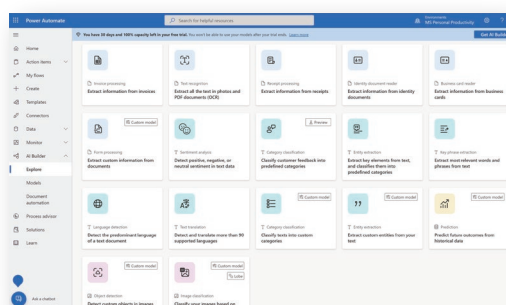 Power Automate
Search for helpful resources
Environments
MS Personal Productivity
You have 59 days and 100% capacity left in your free trial. You won't be able to use your models after your trial ends. Learn more.
Get AI Builder
Home
Action items
My flows
Create
Templates
Connectors
Data
Monitor
AI Builder
Explore
Models
Document
automation
Process advisor
Solutions
Learn
Ask a chatbot
Invoice processing
Extract information from invoices
Text recognition
Extract all the text in photos and
PDF documents (OCR)
Receipt processing
Extract information from receipts
Identity document reader
Extract information from identity
documents
Business card reader
Extract information from business
cards
Custom model
Form processing
Extract custom information from
documents
Sentiment analysis
Detect positive, negative, or
neutral sentiment in text data
Preview
Category classification
Classify customer feedback into
predefined categories
Entity extraction
Extract key elements from text,
and classifies them into
predefined categories
Key phrase extraction
Extract most relevant words and
phrases from text
Language detection
Detect the predominant language
of a text document
Text translation
Detect and translate more than 90
supported languages
Custom model
Category classification
Classify texts into custom
categories
Custom model
Entity extraction
Extract custom entities from your
text
Custom model
Prediction
Predict future outcomes from
historical data
Custom model
Object detection
Detect custom objects in images
Custom model
Lobe
Image classification
Classify your images based on